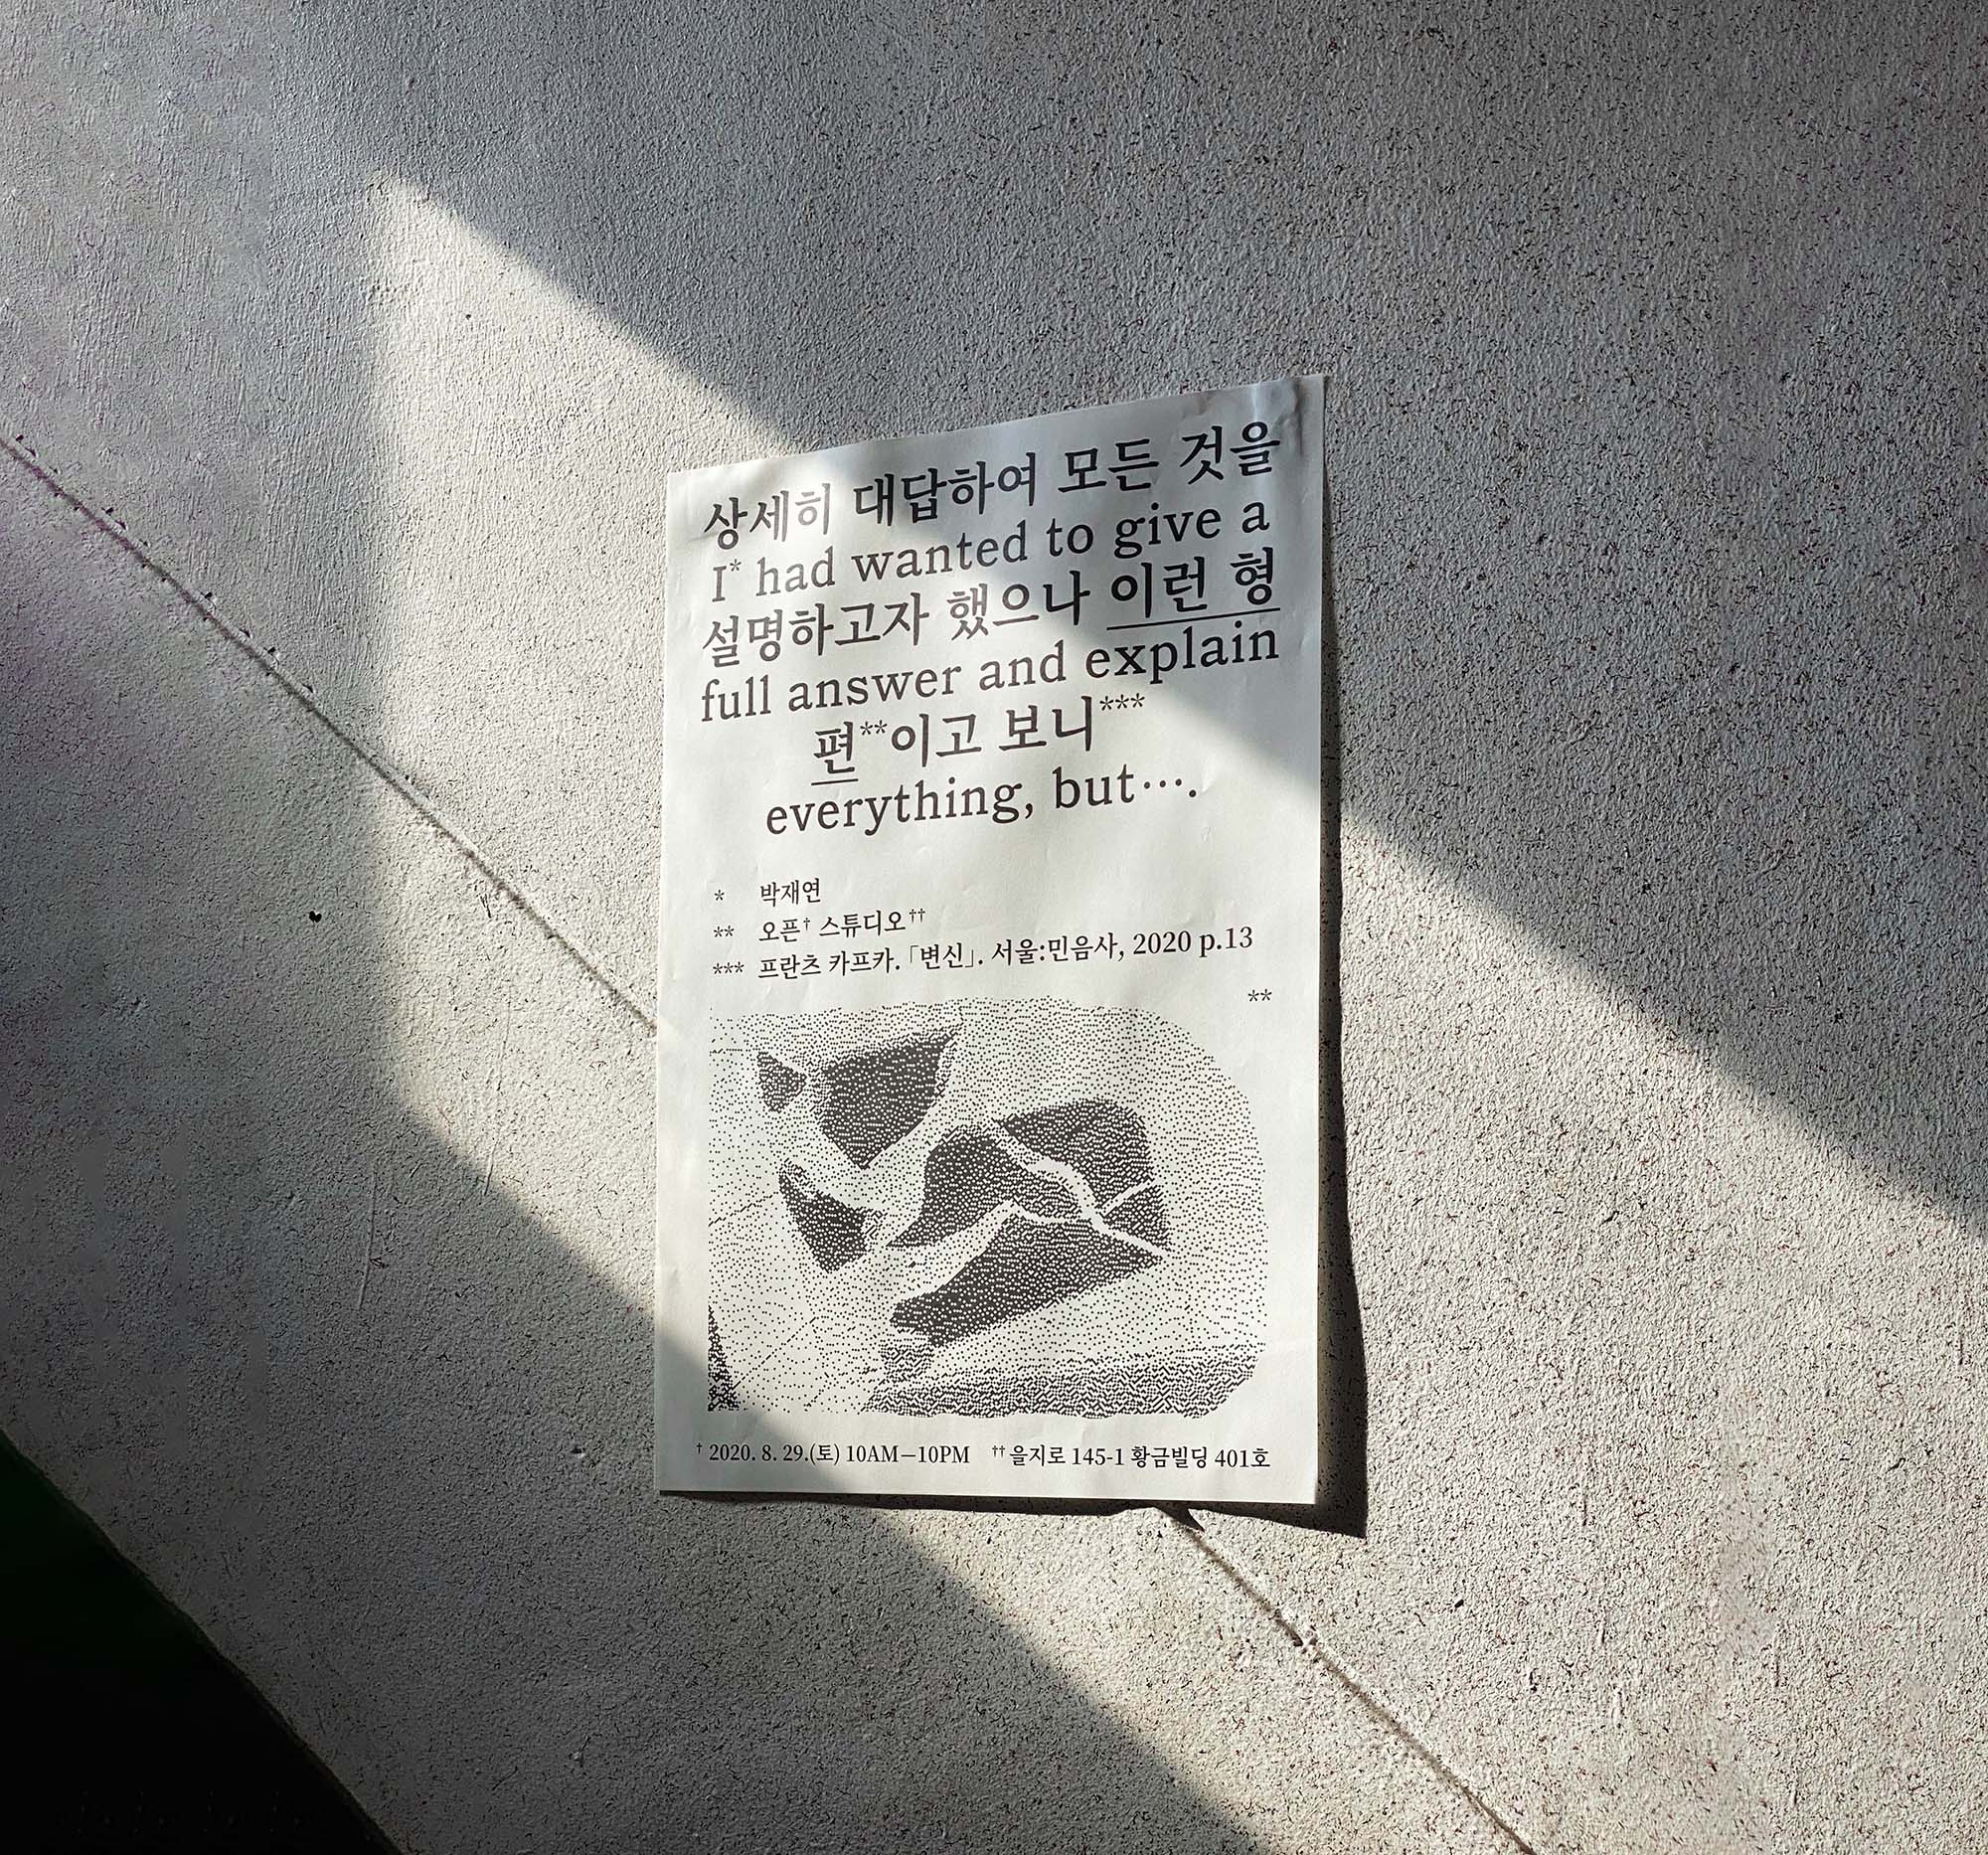 상세히 대답하여 모든 것을
I* had wanted to give a
설명하고자 했으나 이런 형
full answer and explain
편**이고 보니***
everything, but….
* 박재연
** 오픈† 스튜디오††
*** 프란츠 카프카.「변신」. 서울:민음사, 2020 p.13
**
† 2020. 8. 29.(토) 10AM—10PM †† 을지로 145-1 황금빌딩 401호